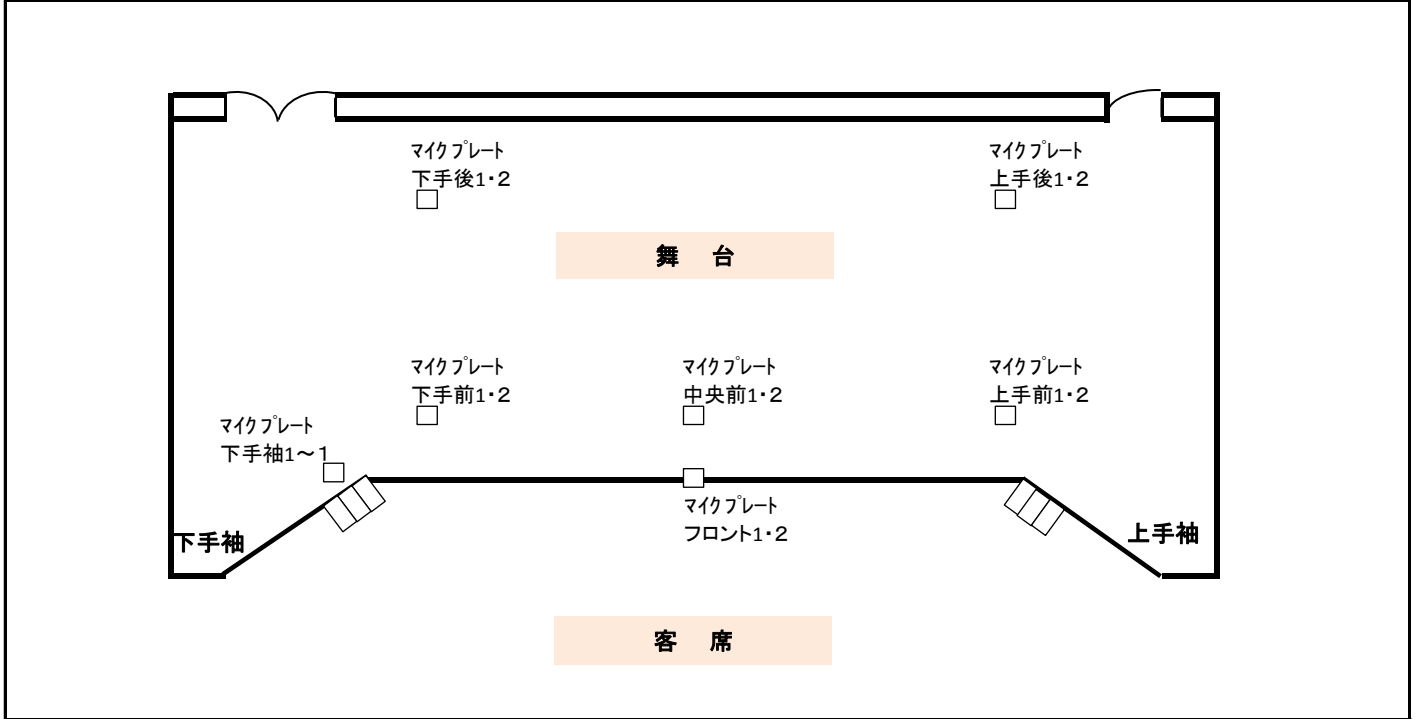 マイクプレート
下手後1・2
マイクプレート
上手後1・2
舞 台
マイクプレート
下手前1・2
マイクプレート
中央前1・2
マイクプレート
上手前1・2
マイクプレート
下手袖1～1
マイクプレート
フロント1・2
下手袖
上手袖
客 席